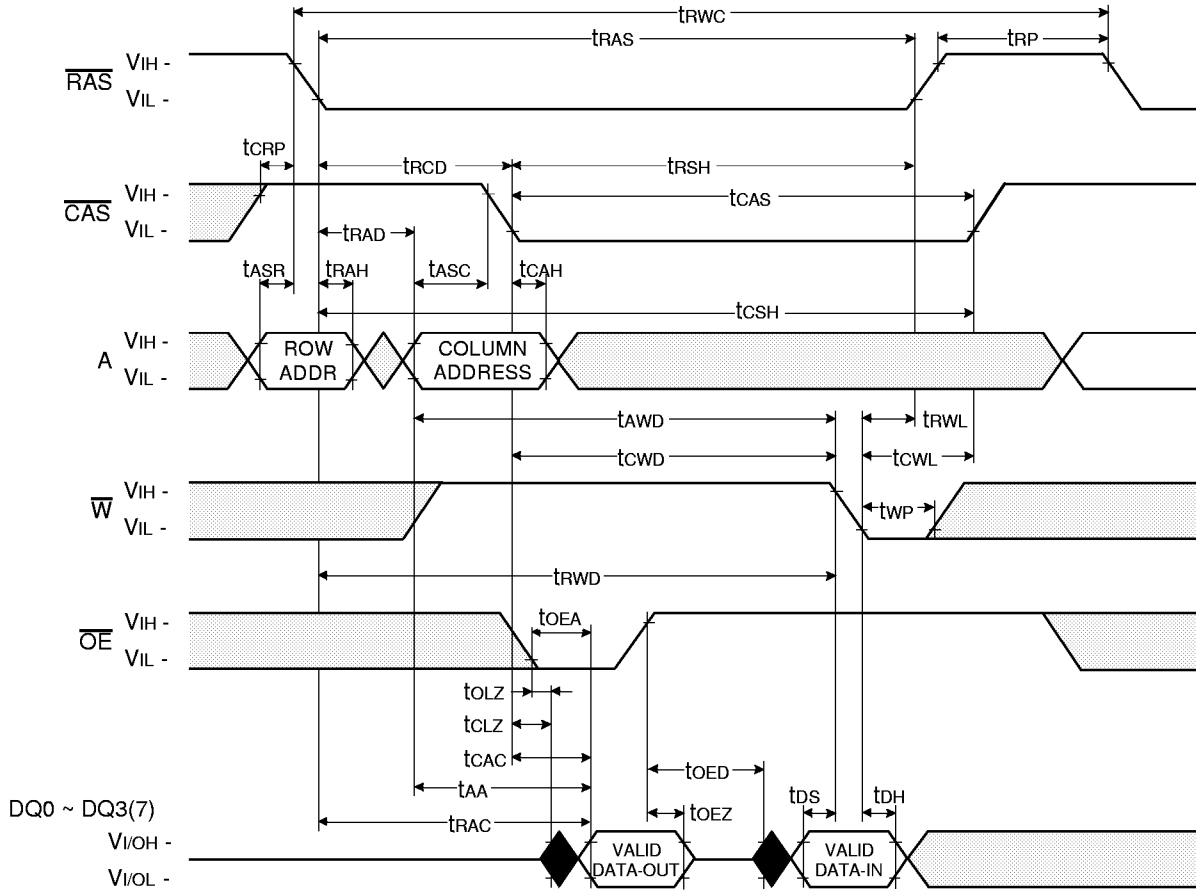 tRWC
tRAS
tRP
RAS
VIH -
VIL -
tCRP
tRCD
tRSH
CAS
VIH -
VIL -
tCAS
tRAD
tASR
tRAH
tASC
tCAH
tCSH
A
VIH -
VIL -
ROW
ADDR
COLUMN
ADDRESS
tAWD
tRWL
tCWD
tCWL
W
VIH -
VIL -
tWP
tRWD
OE
VIH -
VIL -
tOEA
tOLZ
tCLZ
tCAC
tOED
tAA
tDS
tDH
DQ0 ~ DQ3(7)
tRAC
tOEZ
VI/OH -
VI/OL -
VALID
DATA-OUT
VALID
DATA-IN